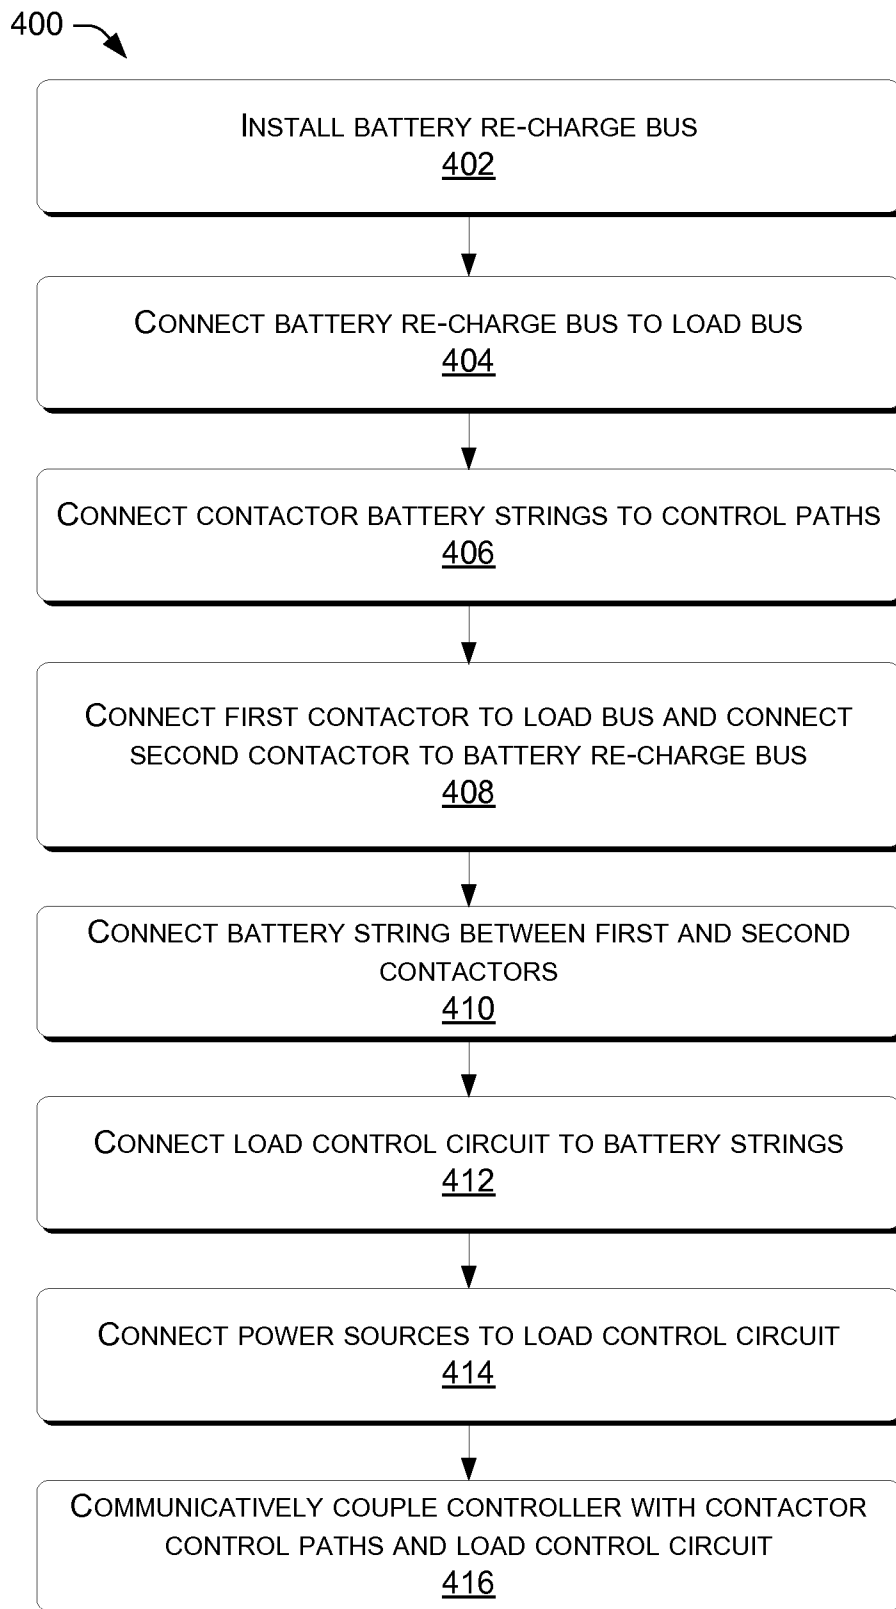 400
INSTALL BATTERY RE-CHARGE BUS
402
CONNECT BATTERY RE-CHARGE BUS TO LOAD BUS
404
CONNECT CONTACTOR BATTERY STRINGS TO CONTROL PATHS
406
CONNECT FIRST CONTACTOR TO LOAD BUS AND CONNECT
SECOND CONTACTOR TO BATTERY RE-CHARGE BUS
408
CONNECT BATTERY STRING BETWEEN FIRST AND SECOND
CONTACTORS
410
CONNECT LOAD CONTROL CIRCUIT TO BATTERY STRINGS
412
CONNECT POWER SOURCES TO LOAD CONTROL CIRCUIT
414
COMMUNICATIVELY COUPLE CONTROLLER WITH CONTACTOR
CONTROL PATHS AND LOAD CONTROL CIRCUIT
416